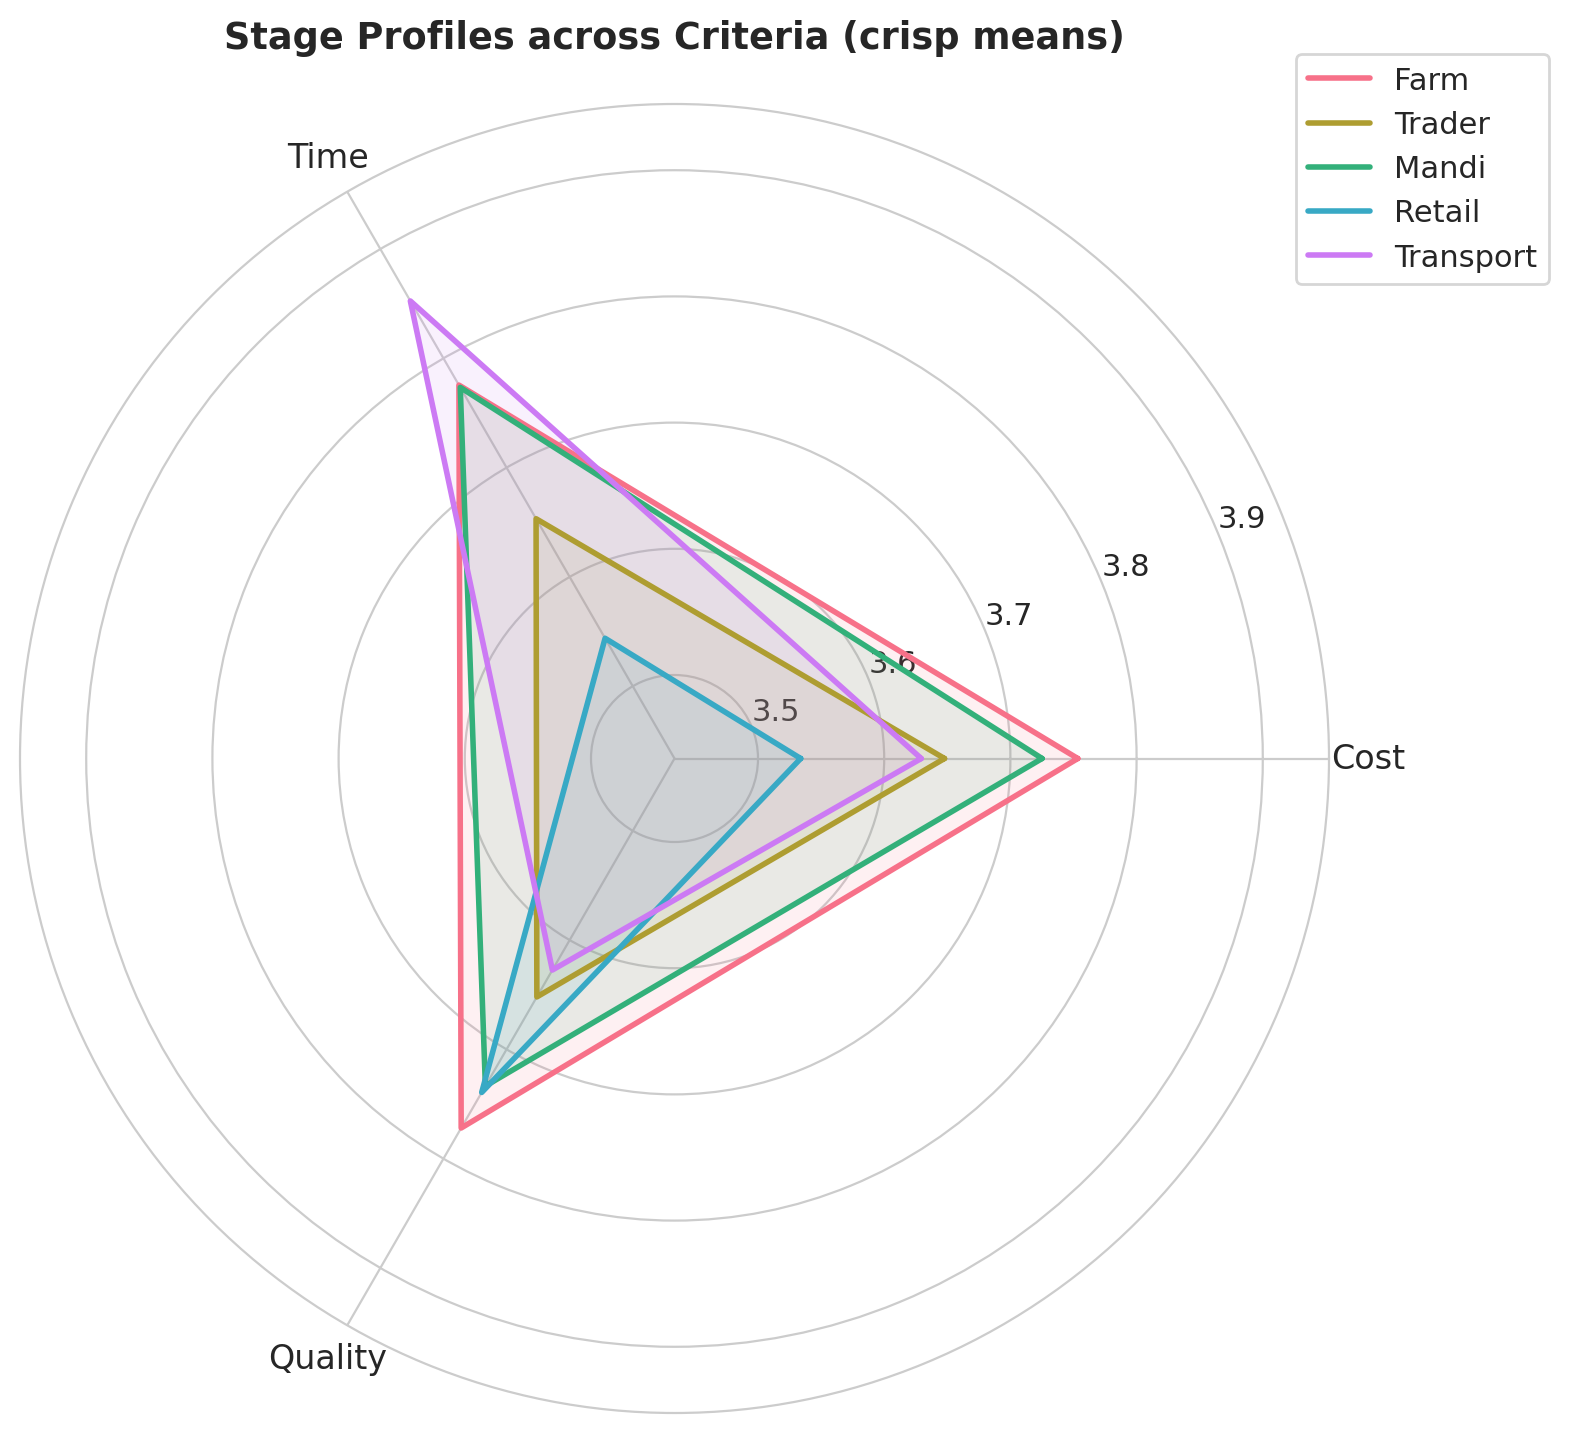 Stage Profiles across Criteria (crisp means)
Farm
Trader
Mandi
Retail
Transport
Time
3.9
3.8
3.7
3.6
3.5
Cost
Quality